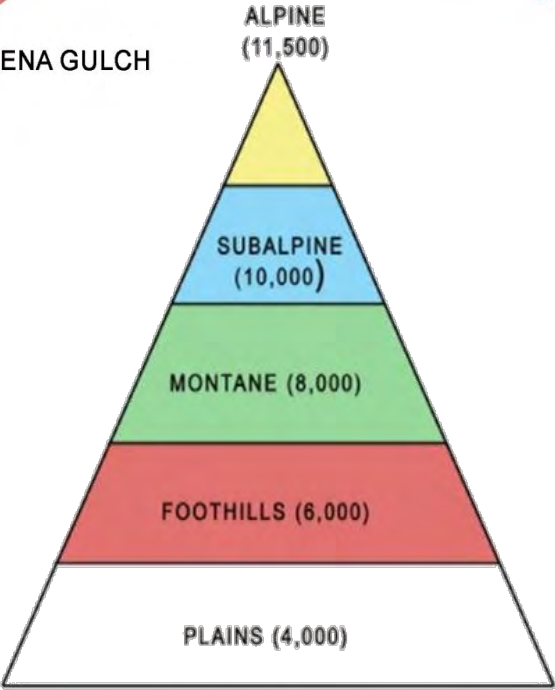 ALPINE
(11,500)
ENA GULCH
SUBALPINE
(10,000)
MONTANE (8,000)
FOOTHILLS (6,000)
PLAINS (4,000)